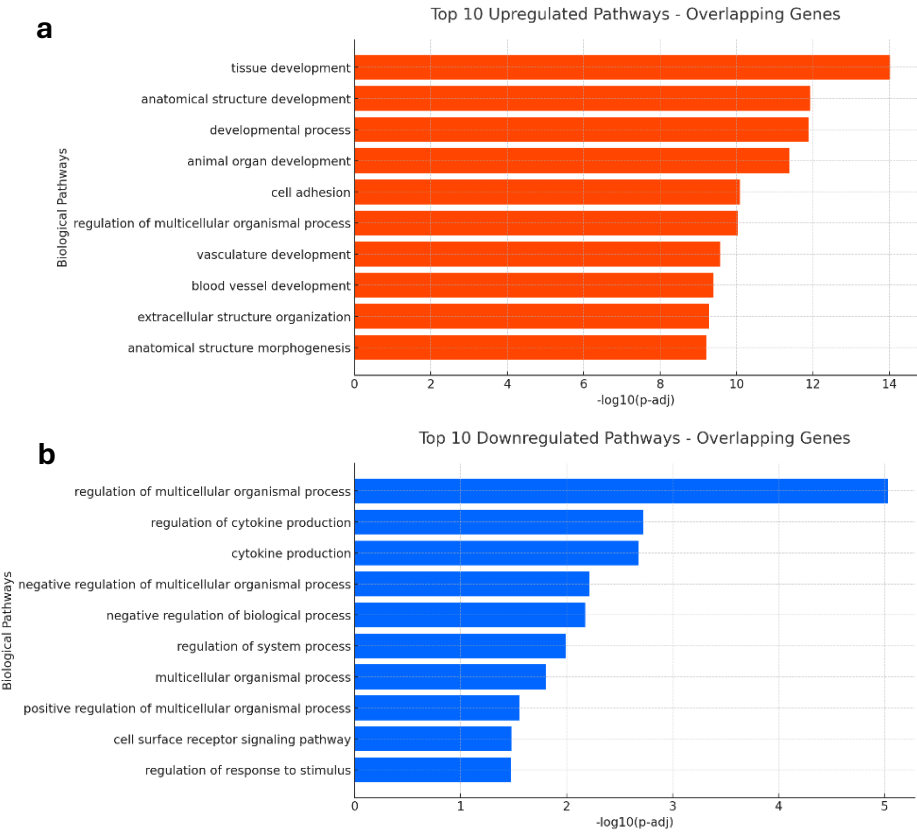 a
Top 10 Upregulated Pathways - Overlapping Genes
Biological Pathways
tissue development
anatomical structure development
developmental process
animal organ development
cell adhesion
regulation of multicellular organismal process
vasculature development
blood vessel development
extracellular structure organization
anatomical structure morphogenesis
0 2 4 6 8 10 12 14
-log10(p-adj)
b
Top 10 Downregulated Pathways - Overlapping Genes
Biological Pathways
regulation of multicellular organismal process
regulation of cytokine production
cytokine production
negative regulation of multicellular organismal process
negative regulation of biological process
regulation of system process
multicellular organismal process
positive regulation of multicellular organismal process
cell surface receptor signaling pathway
regulation of response to stimulus
0 1 2 3 4 5
-log10(p-adj)